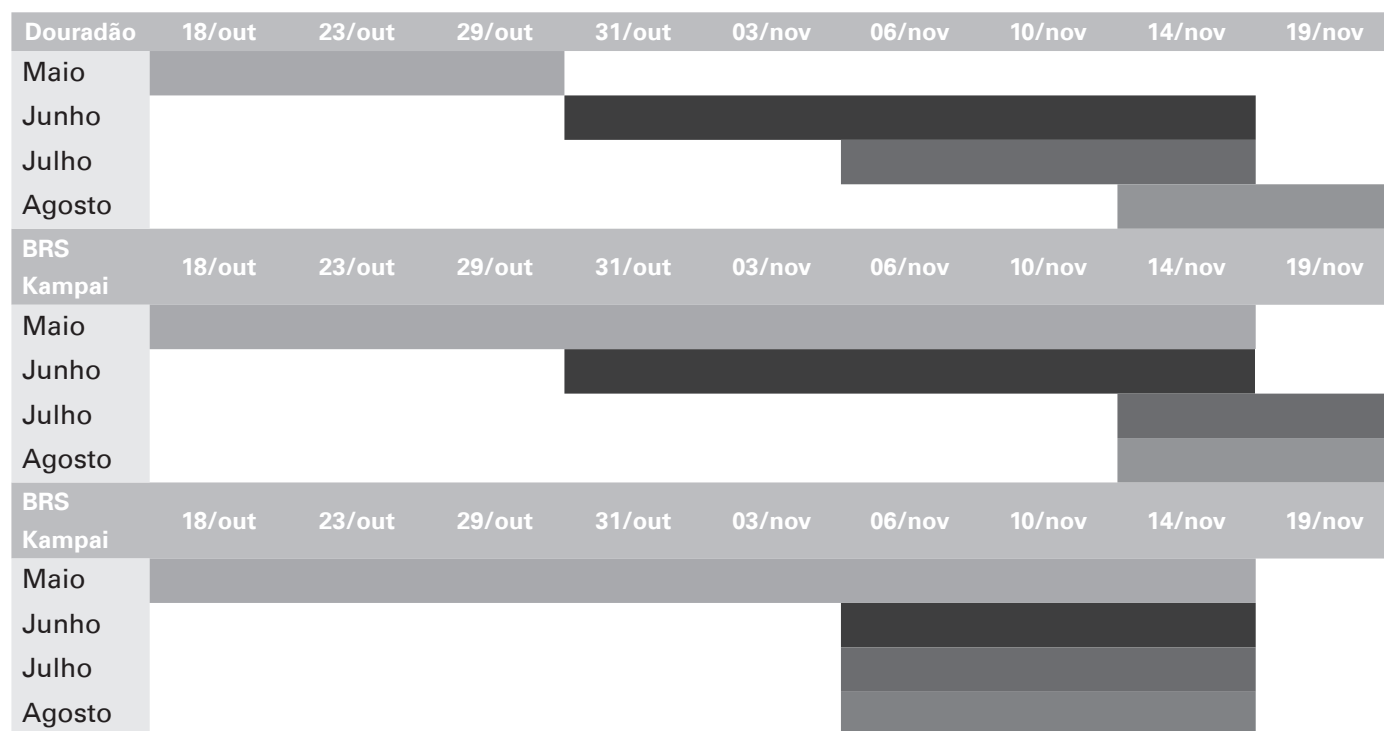 Douradão 18/out 23/out 29/out 31/out 03/nov 06/nov 10/nov 14/nov 19/nov
Maio
Junho
Julho
Agosto
BRS
Kampai 18/out 23/out 29/out 31/out 03/nov 06/nov 10/nov 14/nov 19/nov
Maio
Junho
Julho
Agosto
BRS
Kampai 18/out 23/out 29/out 31/out 03/nov 06/nov 10/nov 14/nov 19/nov
Maio
Junho
Julho
Agosto